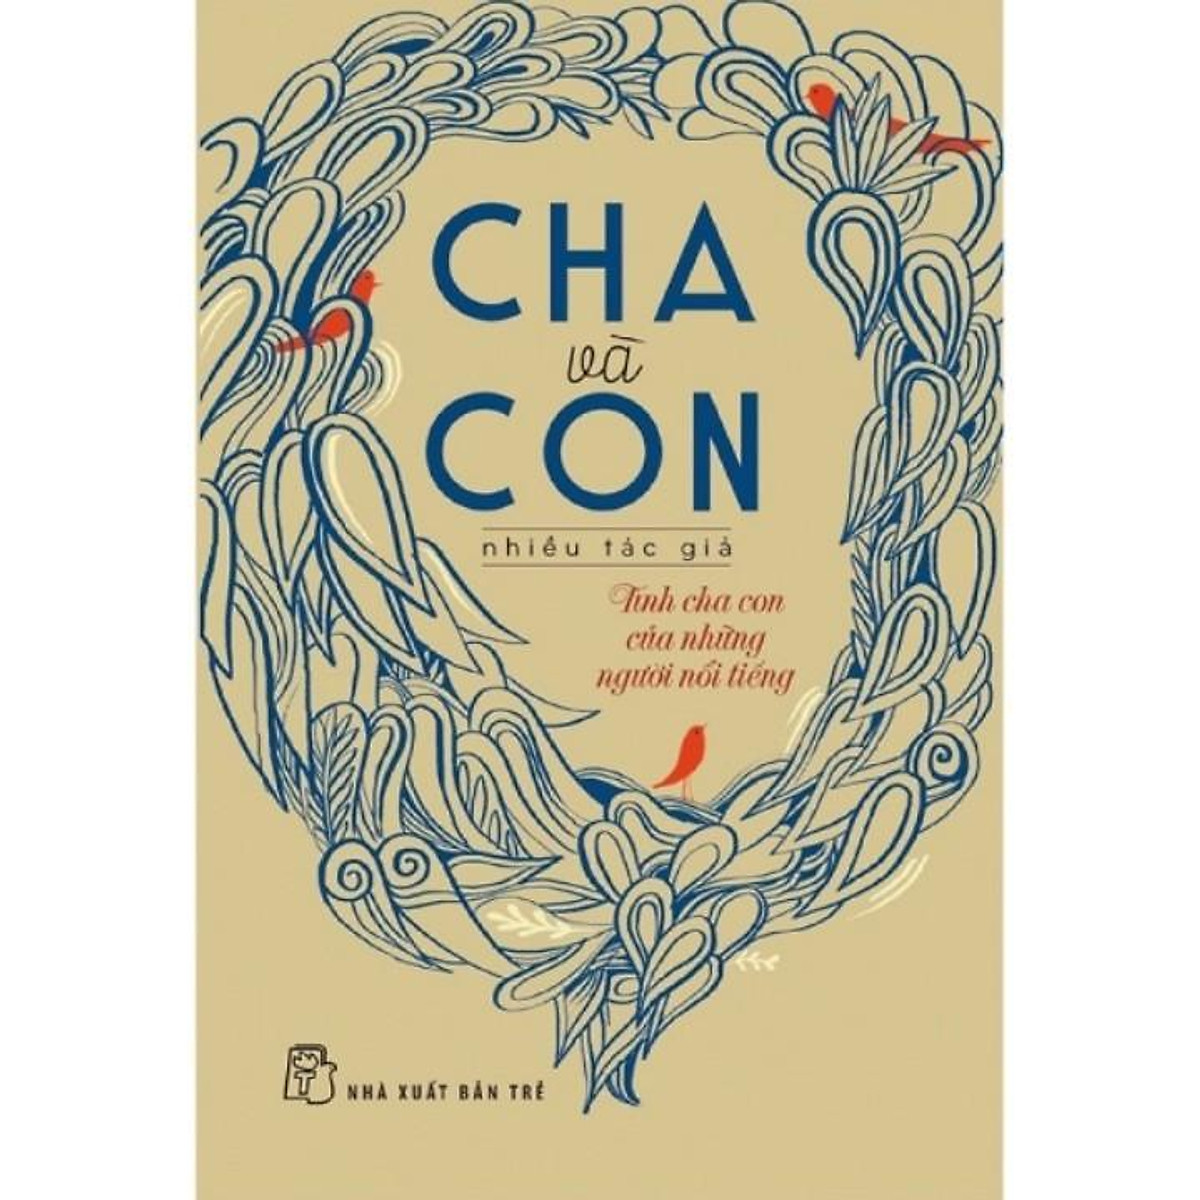 CHA
và
CON
nhiều tác giả
Tình cha con
của những
người nổi tiếng
NHÀ XUẤT BẢN TRẺ